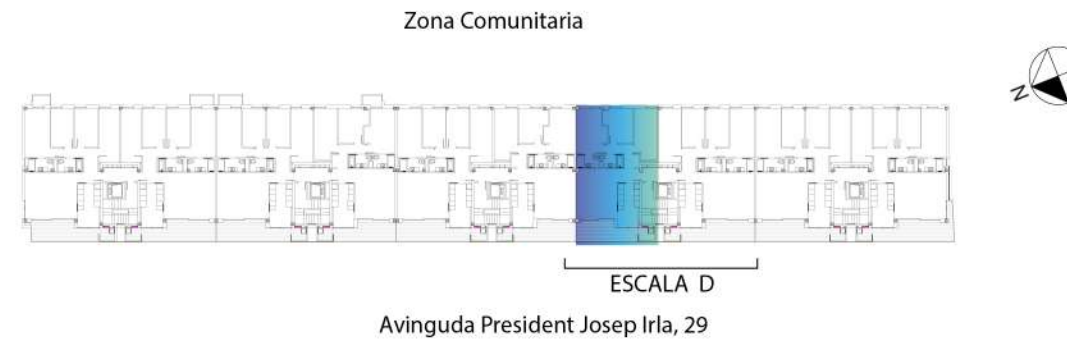 Zona Comunitaria
N
ESCALA D
Avinguda President Josep Irla, 29